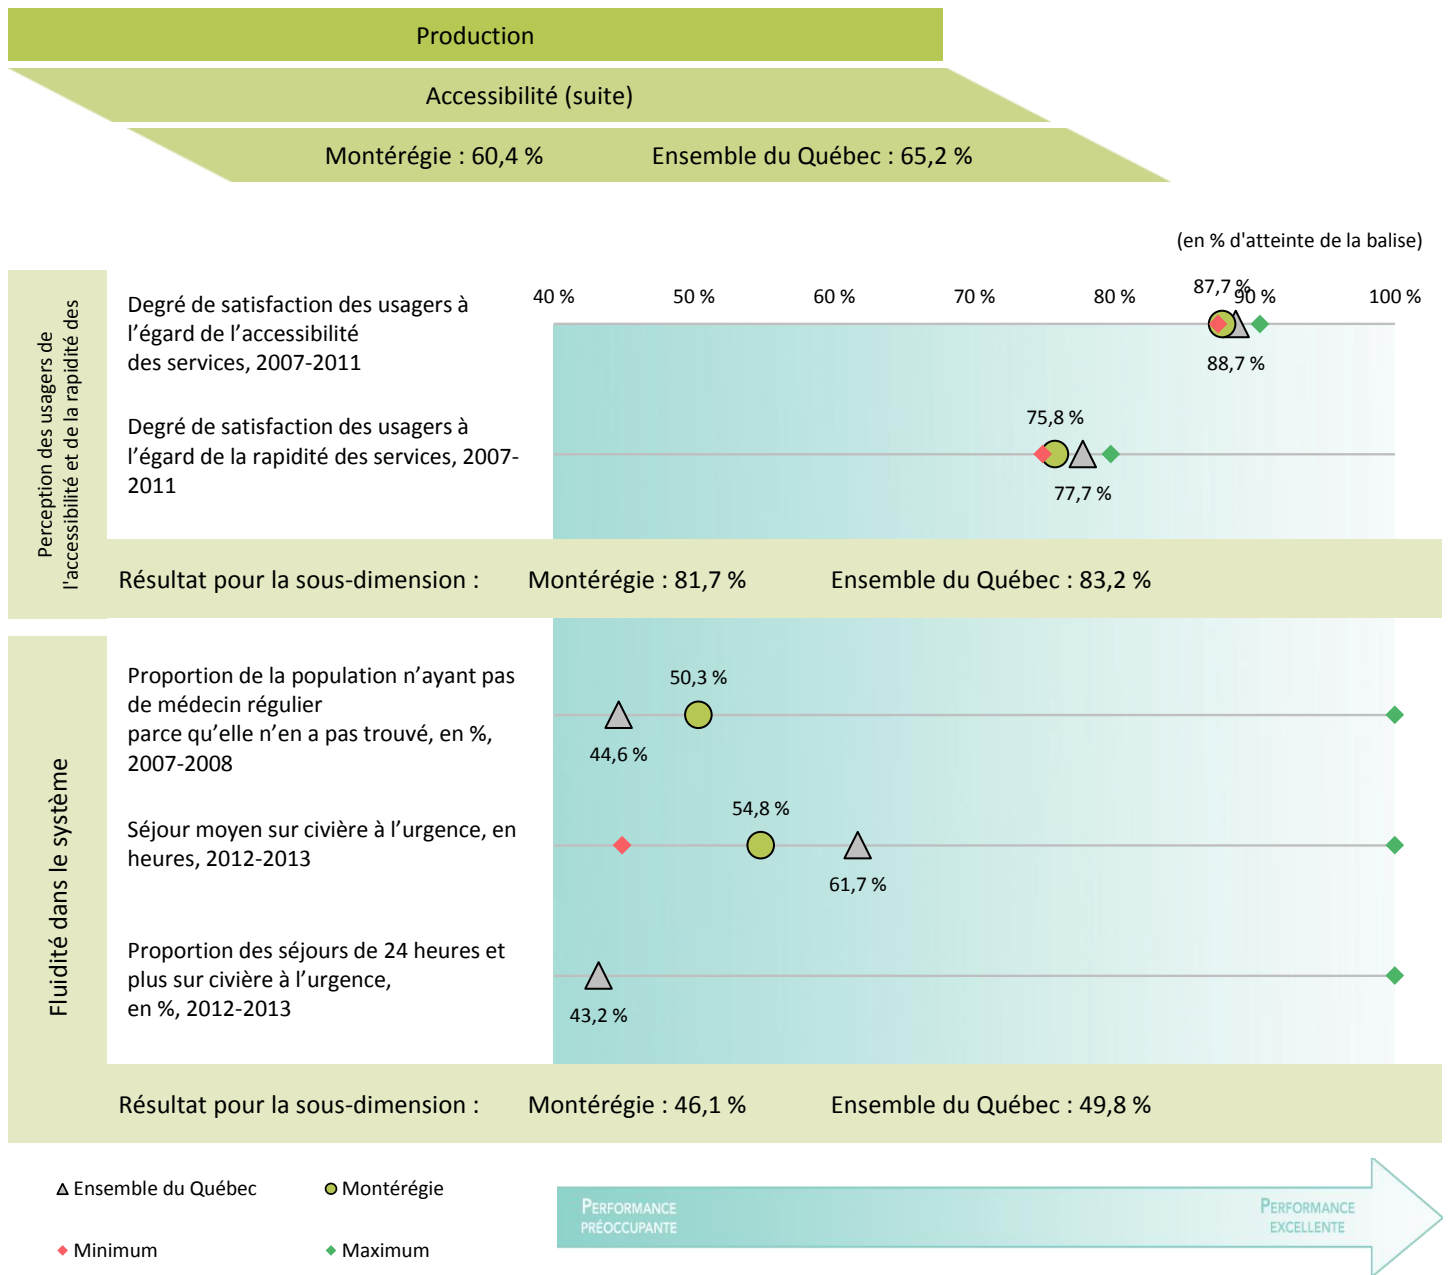 Production
Accessibilité (suite)
Montérégie : 60,4 % Ensemble du Québec : 65,2 %
(en % d'atteinte de la balise)
Perception des usagers de
l'accessibilité et de la rapidité des
40 % 50 % 60 % 70 % 80 % 90 % 100 %
Degré de satisfaction des usagers à
l’égard de l’accessibilité
des services, 2007-2011
87,7 %
88,7 %
Degré de satisfaction des usagers à
l’égard de la rapidité des services, 2007-
2011
75,8 %
77,7 %
Résultat pour la sous-dimension : Montérégie : 81,7 % Ensemble du Québec : 83,2 %
Fluidité dans le système
Proportion de la population n’ayant pas
de médecin régulier
parce qu’elle n’en a pas trouvé, en %,
2007-2008
50,3 %
44,6 %
Séjour moyen sur civière à l’urgence, en
heures, 2012-2013
54,8 %
61,7 %
Proportion des séjours de 24 heures et
plus sur civière à l’urgence,
en %, 2012-2013
43,2 %
Résultat pour la sous-dimension : Montérégie : 46,1 % Ensemble du Québec : 49,8 %
Ensemble du Québec Montérégie
Minimum Maximum
PERFORMANCE
PRÉOCCUPANTE
PERFORMANCE
EXCELLENTE